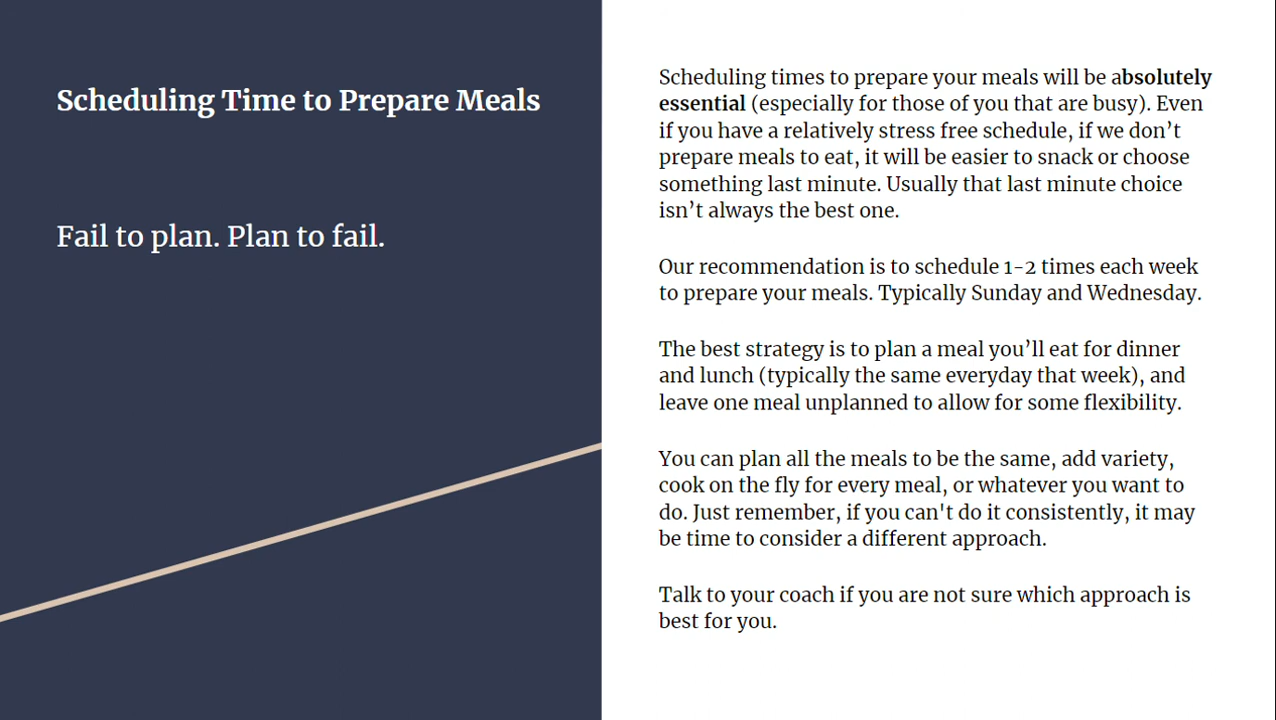 Scheduling Time to Prepare Meals
Fail to plan. Plan to fail.
Scheduling times to prepare your meals will be absolutely
essential (especially for those of you that are busy). Even
if you have a relatively stress free schedule, if we don’t
prepare meals to eat, it will be easier to snack or choose
something last minute. Usually that last minute choice
isn’t always the best one.
Our recommendation is to schedule 1-2 times each week
to prepare your meals. Typically Sunday and Wednesday.
The best strategy is to plan a meal you’ll eat for dinner
and lunch (typically the same everyday that week), and
leave one meal unplanned to allow for some flexibility.
You can plan all the meals to be the same, add variety,
cook on the fly for every meal, or whatever you want to
do. Just remember, if you can't do it consistently, it may
be time to consider a different approach.
Talk to your coach if you are not sure which approach is
best for you.